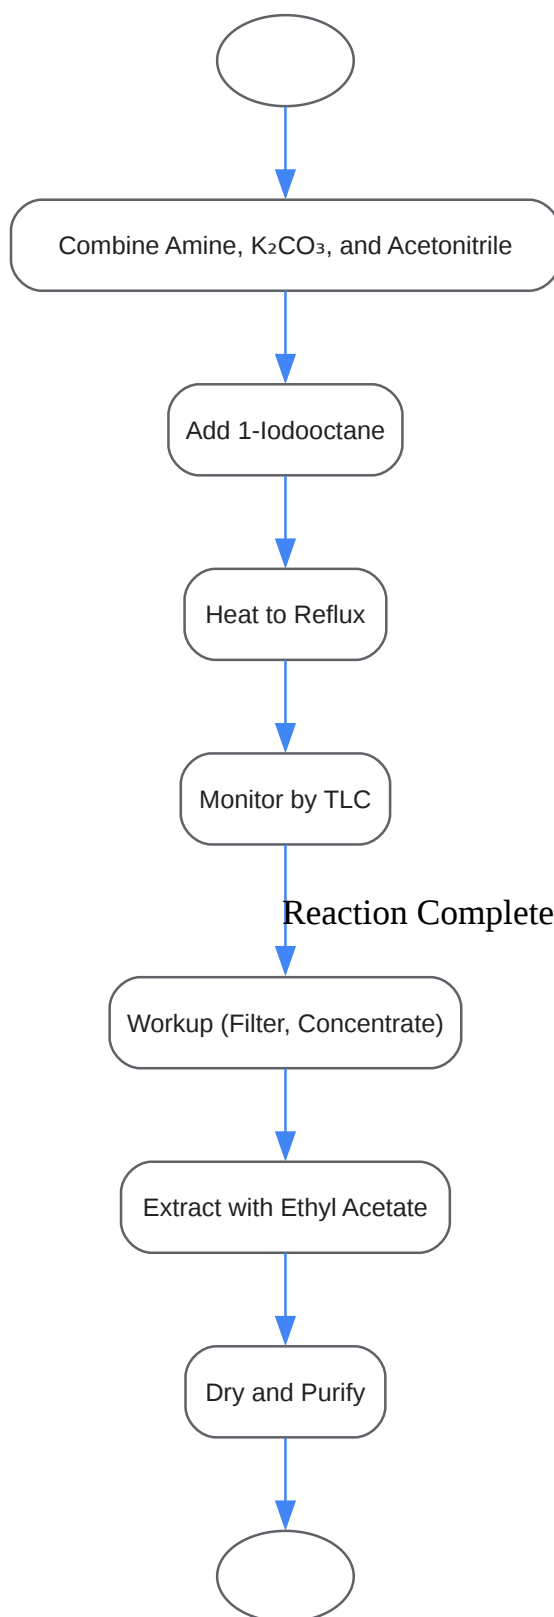 Combine Amine, K₂CO₃, and Acetonitrile
Add 1-Iodooctane
Heat to Reflux
Monitor by TLC
Reaction Complete
Workup (Filter, Concentrate)
Extract with Ethyl Acetate
Dry and Purify